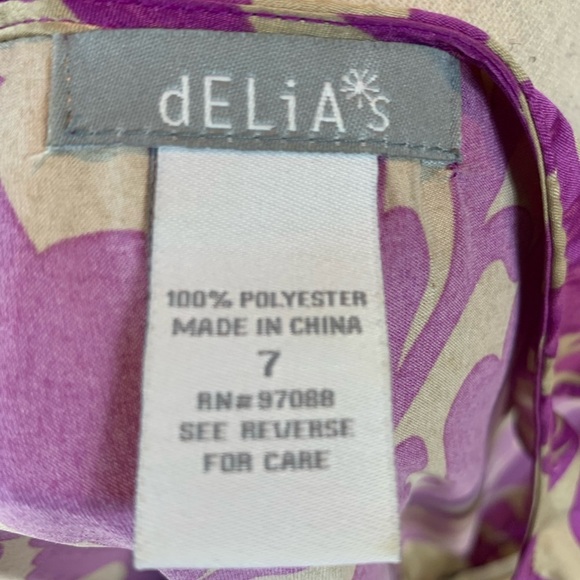 dELiA*s
100% POLYESTER
MADE IN CHINA
7
RN#97088
SEE REVERSE
FOR CARE